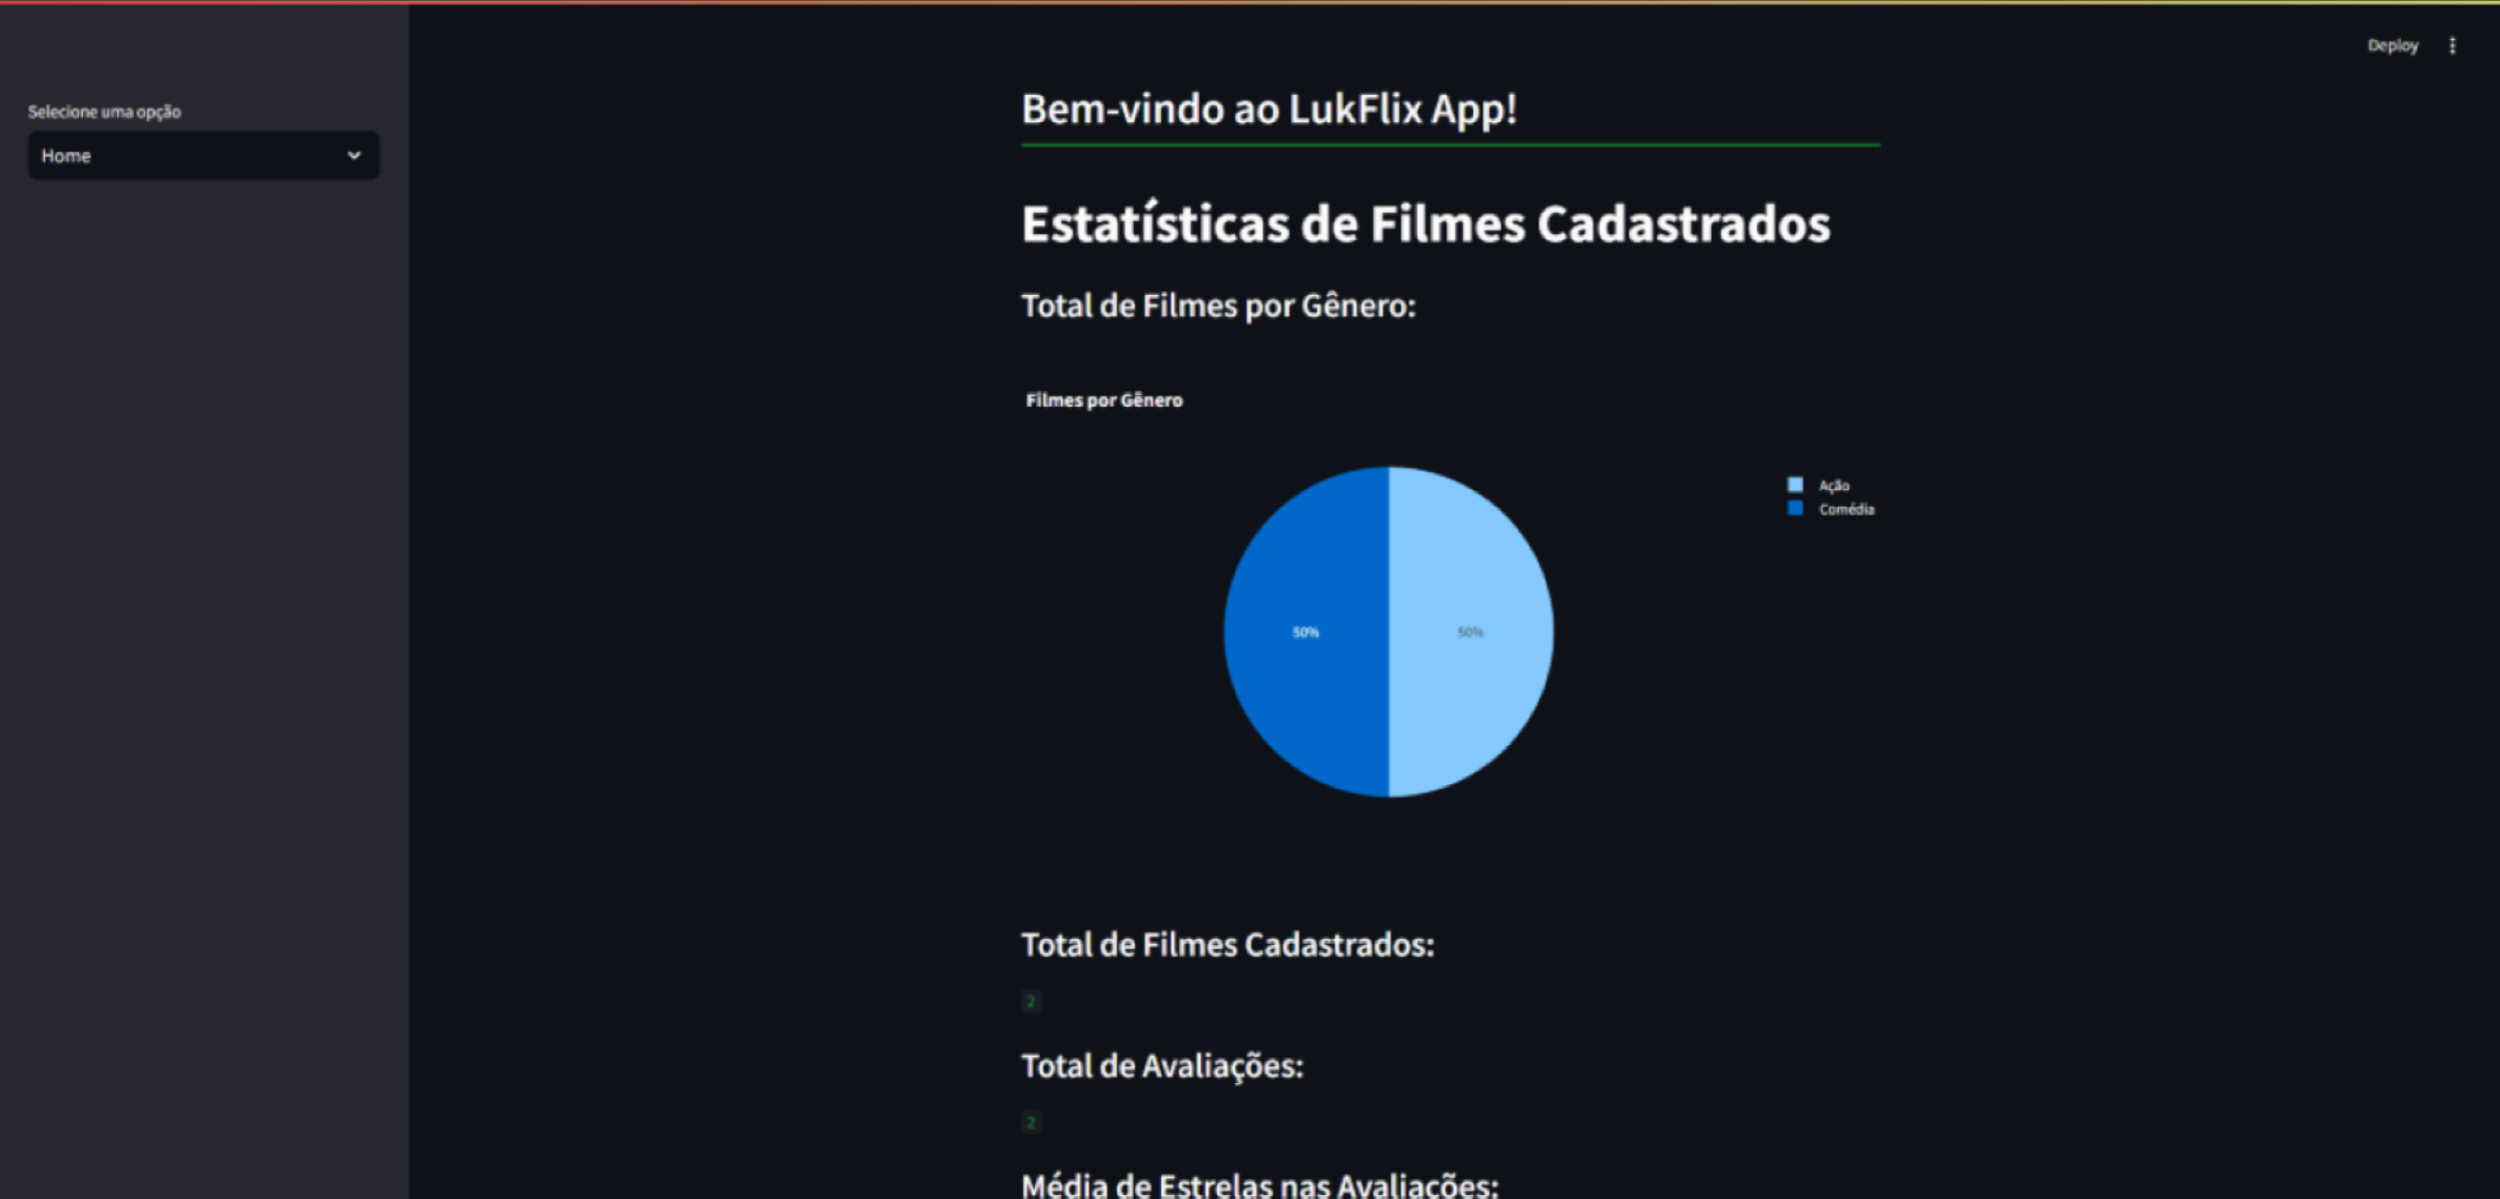 Deploy
Selecione uma opção
Home
Bem-vindo ao LukFlix App!
Estatísticas de Filmes Cadastrados
Total de Filmes por Gênero:
Filmes por Gênero
Ação
Comédia
50%
50%
Total de Filmes Cadastrados:
2
Total de Avaliações:
2
Média de Estrelas nas Avaliações: